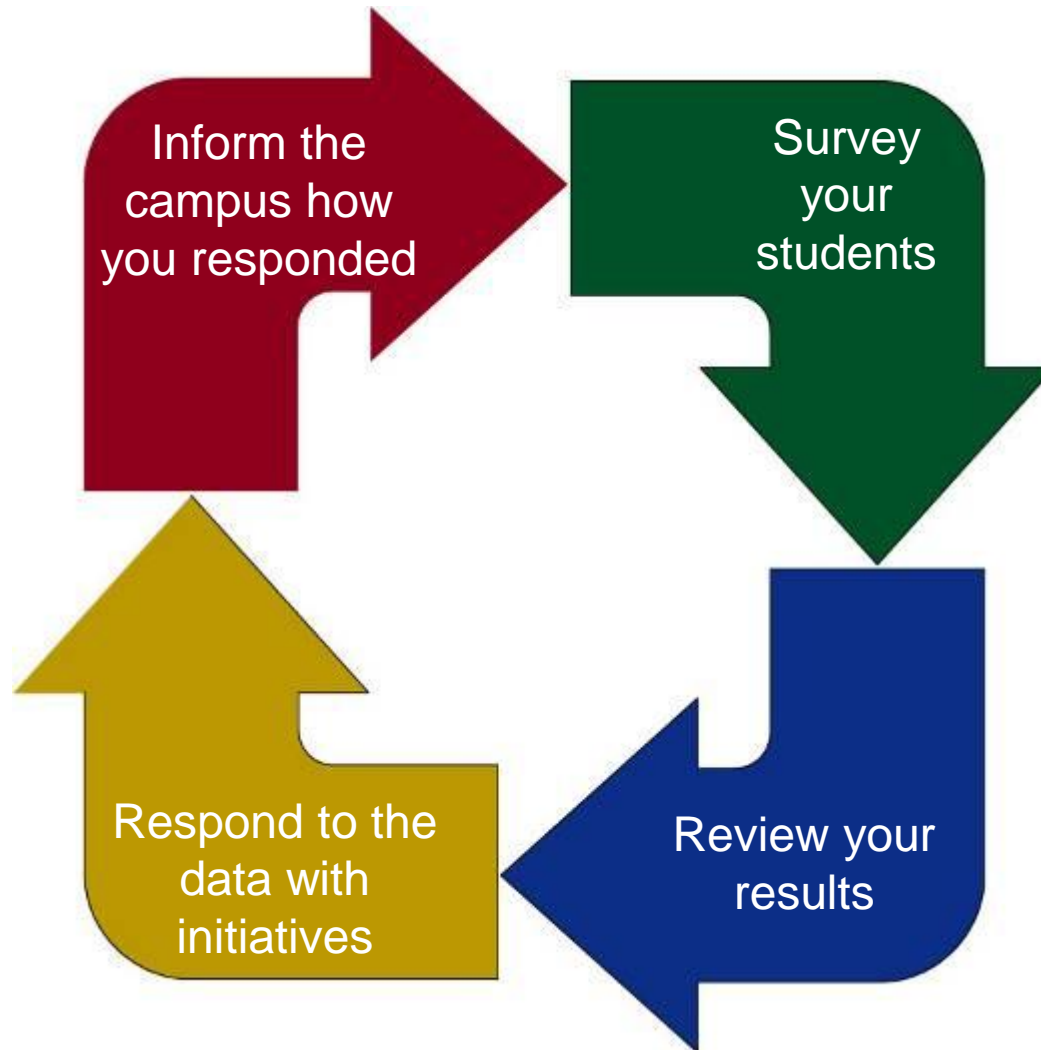 Inform the
campus how
you responded
Survey
your
students
Review your
results
Respond to the
data with
initiatives